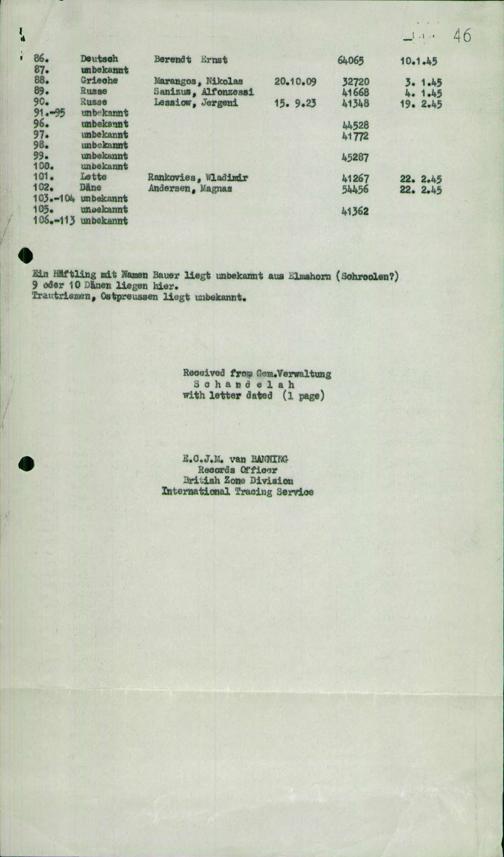 46
86. Deutsch Berendt Ernst 64065 10.1.45
87. unbekannt
88. Grieche Marangos, Nikolas 20.10.09 32720 3. 1.45
89. Russe Sanizus, Alfonzessi 41668 4. 1.45
90. Russe Lessiow, Jergeni 15. 9.23 41348 19. 2.45
91.-95 unbekannt
96. unbekannt 44528
97. unbekannt 41772
98. unbekannt
99. unbekannt 45287
100. unbekannt
101. Lette Rankovies, Wladimir 41267 22. 2.45
102. Däne Andersen, Magnas 54456 22. 2.45
103.-104 unbekannt
105. unbekannt 41362
106.-113 unbekannt
Ein Häftling mit Namen Bauer liegt unbekannt aus Elmshorn (Schroolen?)
9 oder 10 Dänen liegen hier.
Trautriemen, Ostpreussen liegt unbekannt.
Received from Gem.Verwaltung
S c h a n d e l a h
with letter dated (1 page)
E.C.J.M. van BANNING
Records Officer
British Zone Division
International Tracing Service